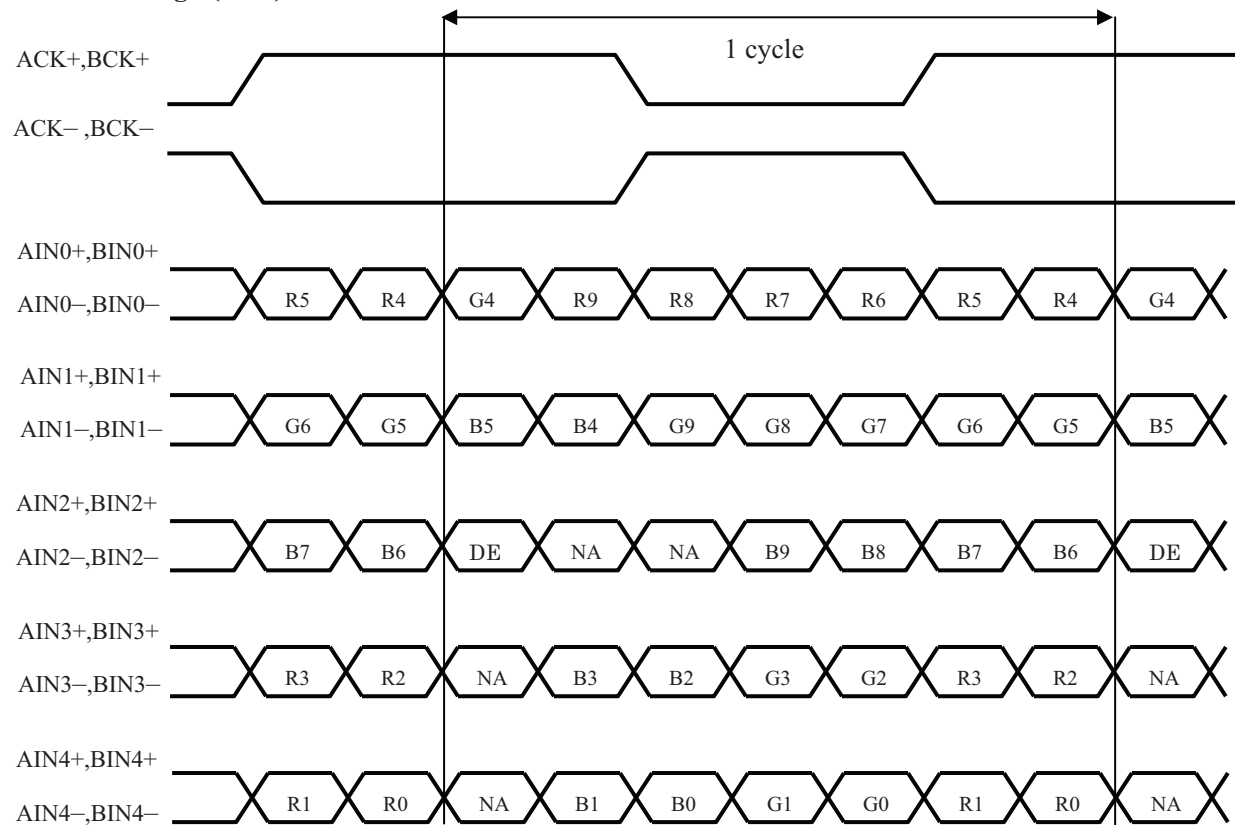 1 cycle
ACK+,BCK+
ACK− ,BCK−
AIN0+,BIN0+
R5 R4 G4 R9 R8 R7 R6 R5 R4 G4
AIN0−,BIN0−
AIN1+,BIN1+
G6 G5 B5 B4 G9 G8 G7 G6 G5 B5
AIN1−,BIN1−
AIN2+,BIN2+
B7 B6 DE NA NA B9 B8 B7 B6 DE
AIN2−,BIN2−
AIN3+,BIN3+
R3 R2 NA B3 B2 G3 G2 R3 R2 NA
AIN3−,BIN3−
AIN4+,BIN4+
R1 R0 NA B1 B0 G1 G0 R1 R0 NA
AIN4−,BIN4−